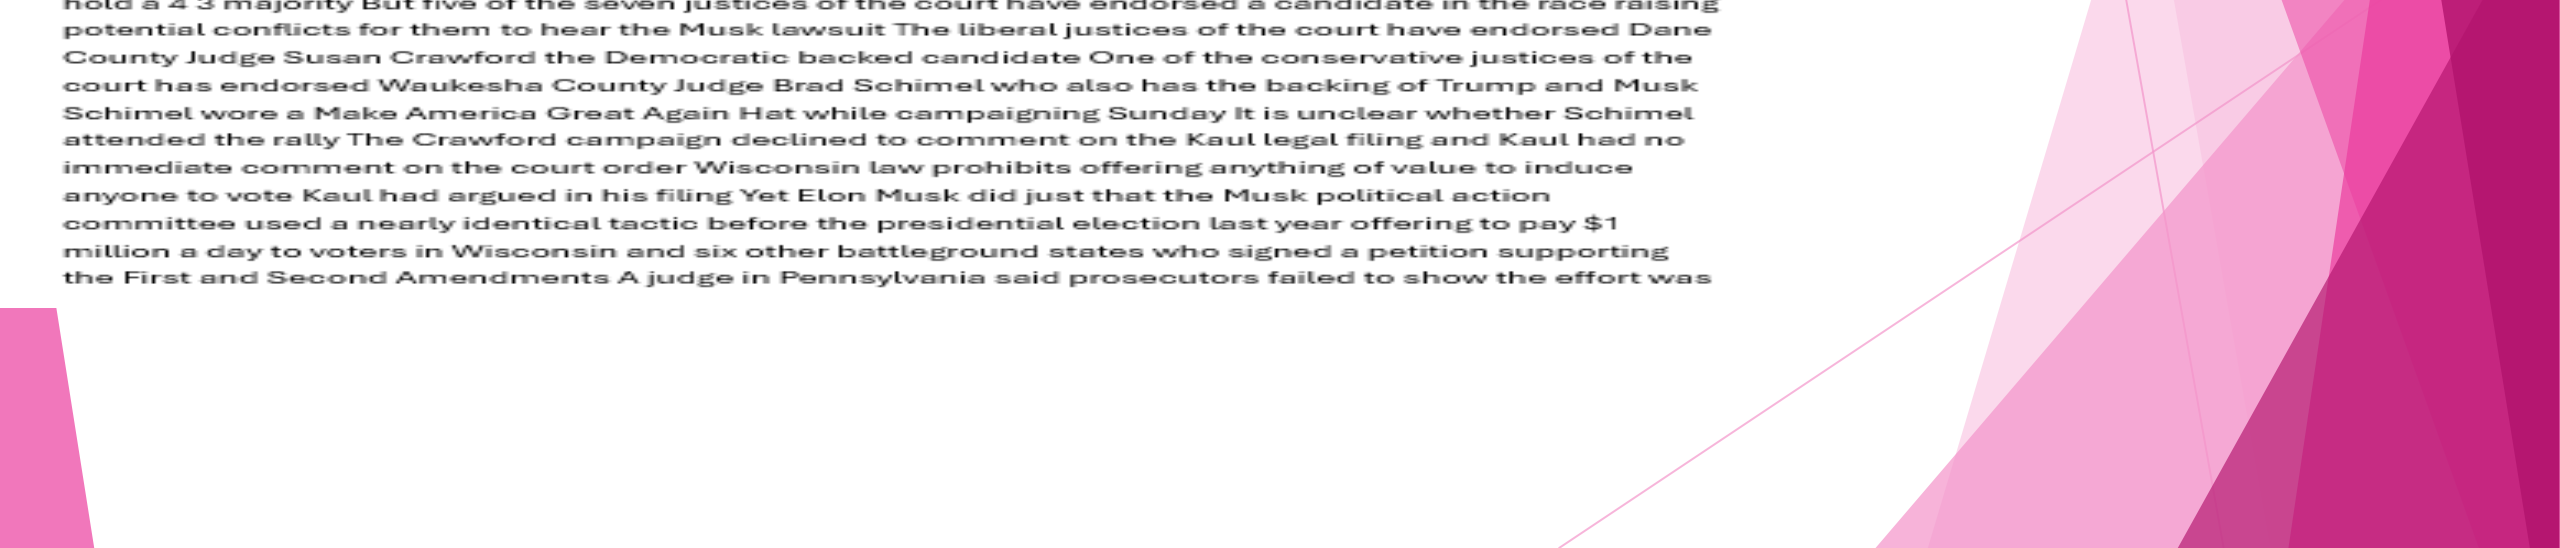 hold a 4 3 majority But five of the seven justices of the court have endorsed a candidate in the race raising
potential conflicts for them to hear the Musk lawsuit The liberal justices of the court have endorsed Dane
County Judge Susan Crawford the Democratic backed candidate One of the conservative justices of the
court has endorsed Waukesha County Judge Brad Schimel who also has the backing of Trump and Musk
Schimel wore a Make America Great Again Hat while campaigning Sunday It is unclear whether Schimel
attended the rally The Crawford campaign declined to comment on the Kaul legal filing and Kaul had no
immediate comment on the court order Wisconsin law prohibits offering anything of value to induce
anyone to vote Kaul had argued in his filing Yet Elon Musk did just that the Musk political action
committee used a nearly identical tactic before the presidential election last year offering to pay $1
million a day to voters in Wisconsin and six other battleground states who signed a petition supporting
the First and Second Amendments A judge in Pennsylvania said prosecutors failed to show the effort was